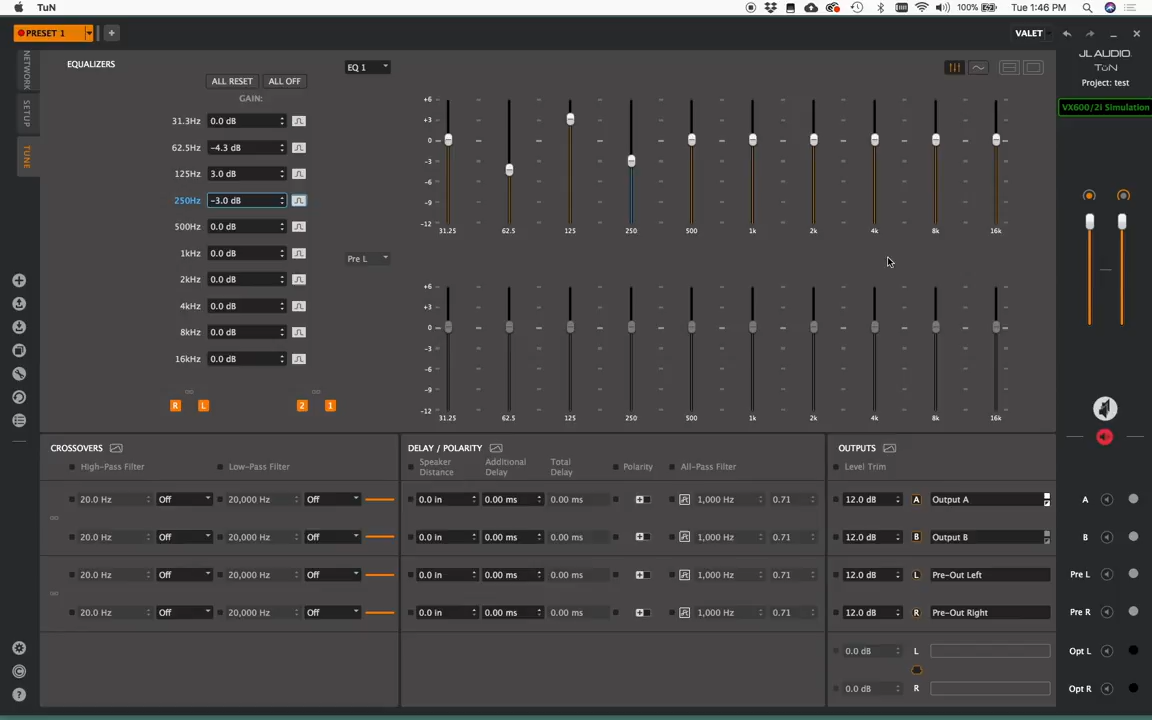 TuN
100%
Tue 1:46 PM
PRESET 1
VALET
NETWORK
SETUP
TUNE
EQUALIZERS
ALL RESET
ALL OFF
GAIN:
31.3Hz 0.0 dB
62.5Hz -4.3 dB
125Hz 3.0 dB
250Hz -3.0 dB
500Hz 0.0 dB
1kHz 0.0 dB
2kHz 0.0 dB
4kHz 0.0 dB
8kHz 0.0 dB
16kHz 0.0 dB
R L 2 1
EQ 1
+6
+3
0
-3
-6
-9
-12
31.25 62.5 125 250 500 1k 2k 4k 8k 16k
Pre L
+6
+3
0
-3
-6
-9
-12
31.25 62.5 125 250 500 1k 2k 4k 8k 16k
JL AUDIO
TüN
Project: test
VX600/2i Simulation
CROSSOVERS
High-Pass Filter Low-Pass Filter
20.0 Hz Off 20,000 Hz Off
20.0 Hz Off 20,000 Hz Off
20.0 Hz Off 20,000 Hz Off
20.0 Hz Off 20,000 Hz Off
DELAY / POLARITY
Speaker Distance
Additional Delay
Total Delay
Polarity
All-Pass Filter
0.0 in 0.00 ms 0.00 ms 1,000 Hz 0.71
0.0 in 0.00 ms 0.00 ms 1,000 Hz 0.71
0.0 in 0.00 ms 0.00 ms 1,000 Hz 0.71
0.0 in 0.00 ms 0.00 ms 1,000 Hz 0.71
OUTPUTS
Level Trim
12.0 dB A Output A
12.0 dB B Output B
12.0 dB L Pre-Out Left
12.0 dB R Pre-Out Right
0.0 dB L
0.0 dB R
A
B
Pre L
Pre R
Opt L
Opt R